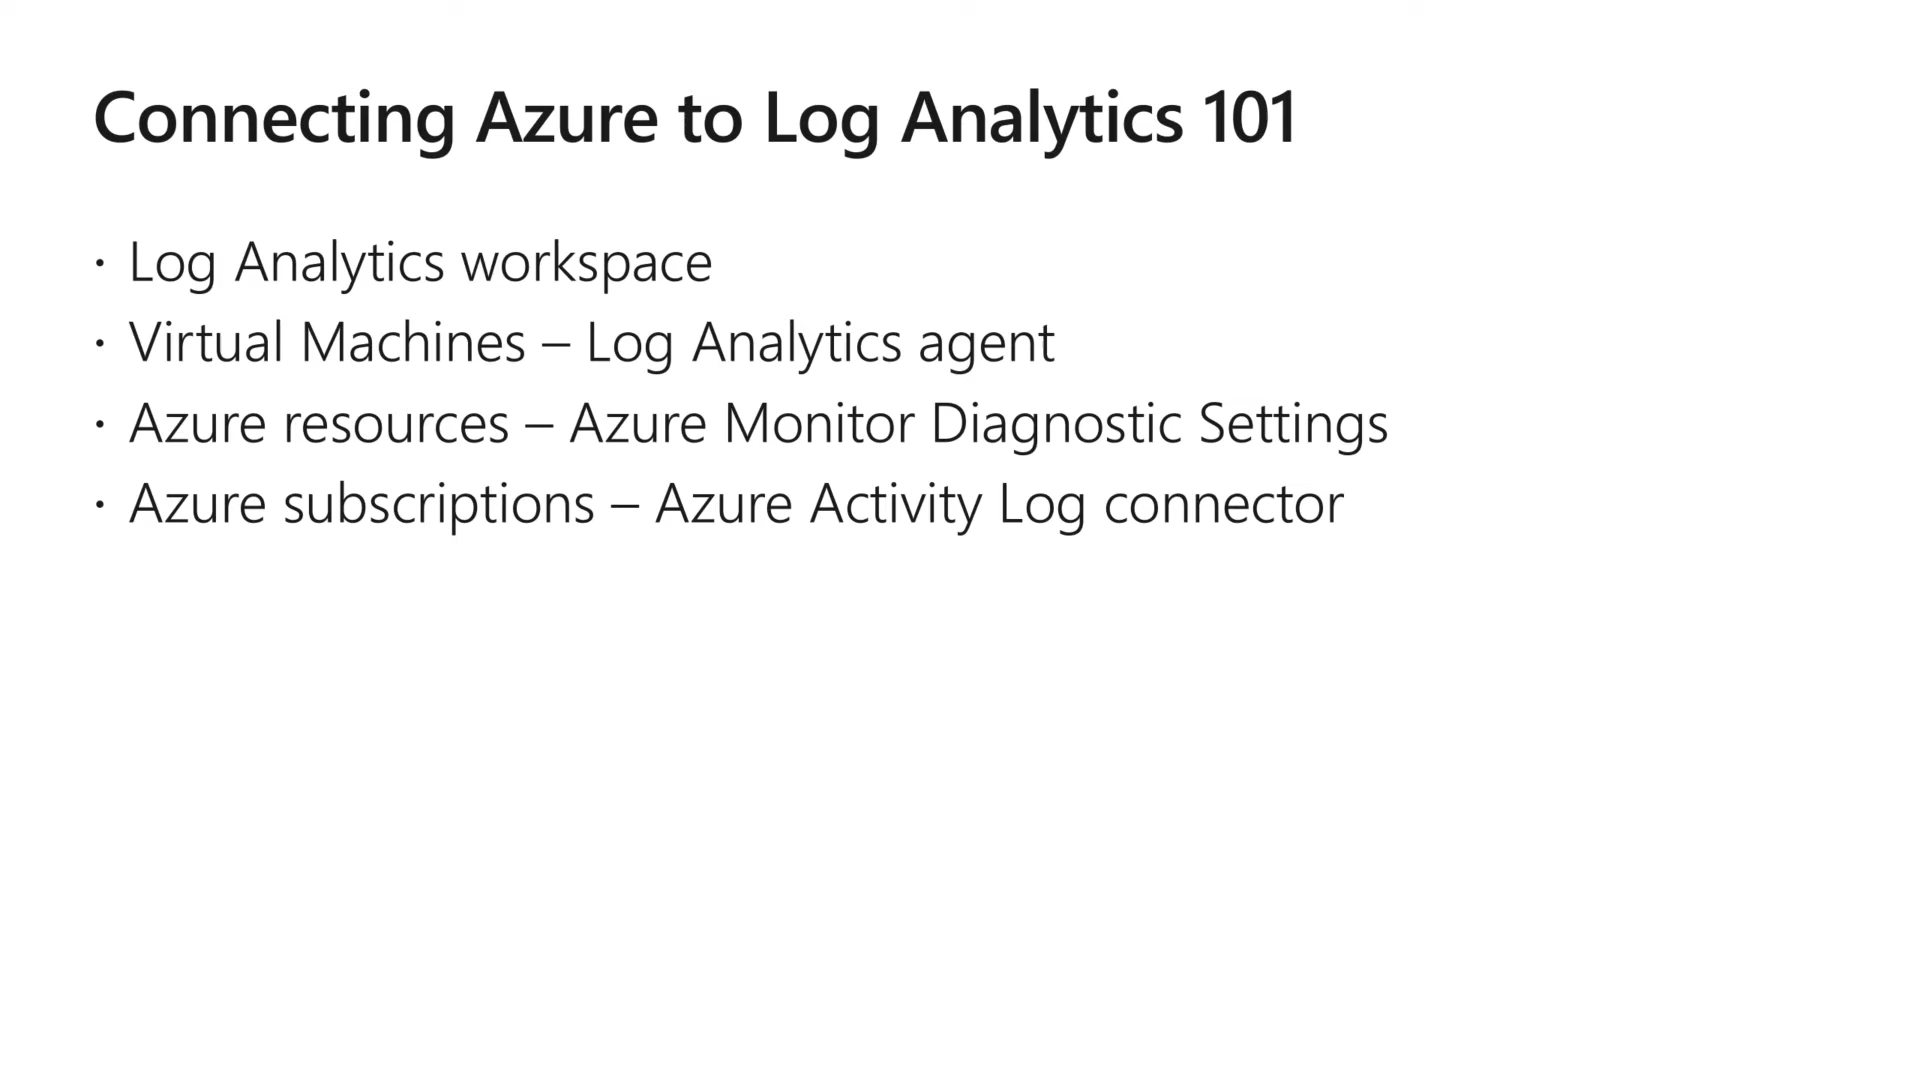 Connecting Azure to Log Analytics 101
· Log Analytics workspace
· Virtual Machines – Log Analytics agent
· Azure resources – Azure Monitor Diagnostic Settings
· Azure subscriptions – Azure Activity Log connector